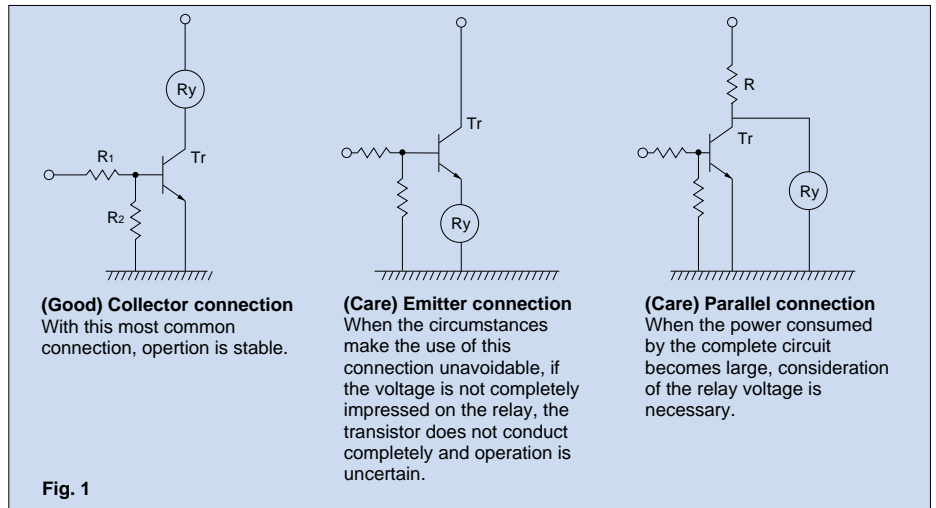 Ry
Tr
R1
R2
(Good) Collector connection
With this most common
connection, opertion is stable.
Tr
Ry
(Care) Emitter connection
When the circumstances
make the use of this
connection unavoidable, if
the voltage is not completely
impressed on the relay, the
transistor does not conduct
completely and operation is
uncertain.
R
Tr
Ry
(Care) Parallel connection
When the power consumed
by the complete circuit
becomes large, consideration
of the relay voltage is
necessary.
Fig. 1